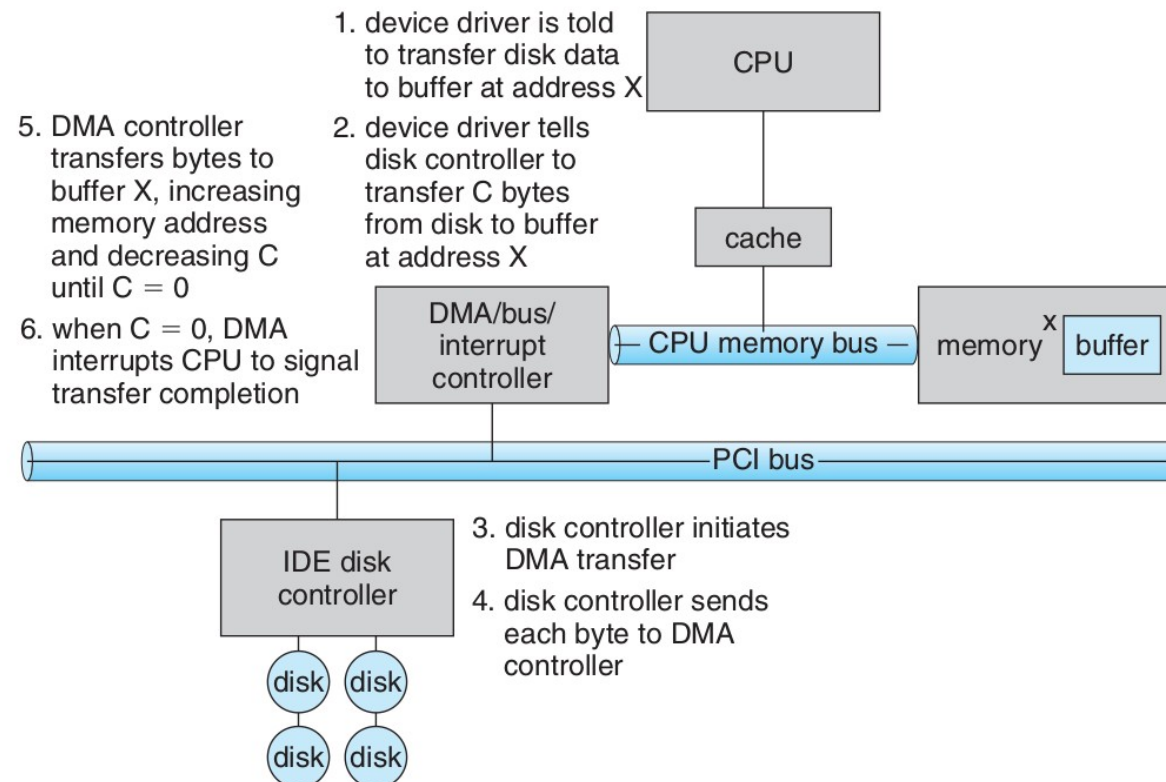 1. device driver is told
to transfer disk data
to buffer at address X
CPU
5. DMA controller
transfers bytes to
buffer X, increasing
memory address
and decreasing C
until C = 0
2. device driver tells
disk controller to
transfer C bytes
from disk to buffer
at address X
cache
6. when C = 0, DMA
interrupts CPU to signal
transfer completion
DMA/bus/
interrupt
controller
CPU memory bus
memory
x
buffer
PCI bus
IDE disk
controller
3. disk controller initiates
DMA transfer
4. disk controller sends
each byte to DMA
controller
disk disk
disk disk